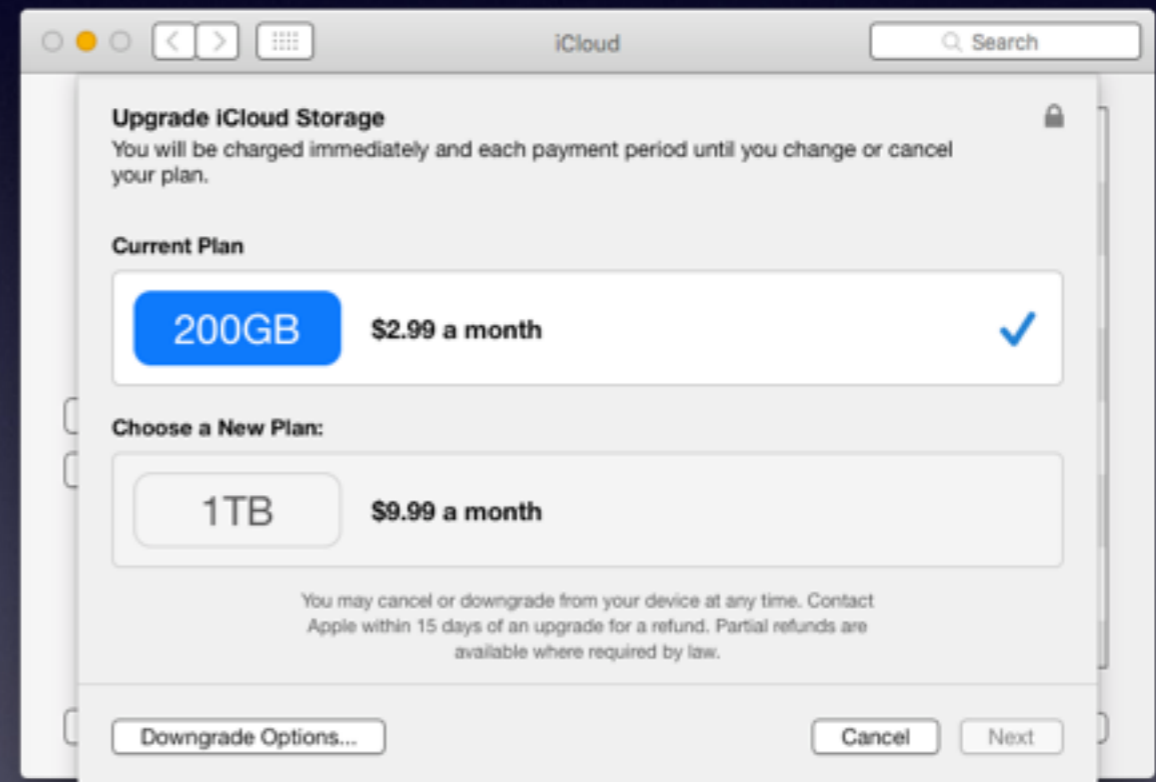 iCloud
Search
Upgrade iCloud Storage
You will be charged immediately and each payment period until you change or cancel
your plan.
Current Plan
200GB
$2.99 a month
Choose a New Plan:
1TB
$9.99 a month
You may cancel or downgrade from your device at any time. Contact
Apple within 15 days of an upgrade for a refund. Partial refunds are
available where required by law.
Downgrade Options...
Cancel
Next